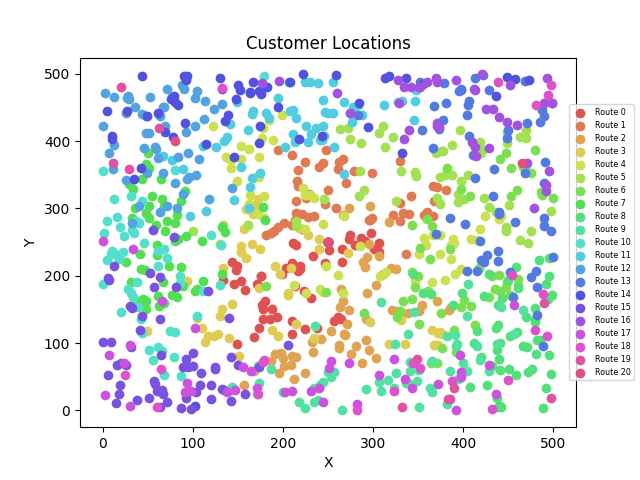 Customer Locations
500
400
300
200
100
0
Y
0 100 200 300 400 500
X
Route 0
Route 1
Route 2
Route 3
Route 4
Route 5
Route 6
Route 7
Route 8
Route 9
Route 10
Route 11
Route 12
Route 13
Route 14
Route 15
Route 16
Route 17
Route 18
Route 19
Route 20